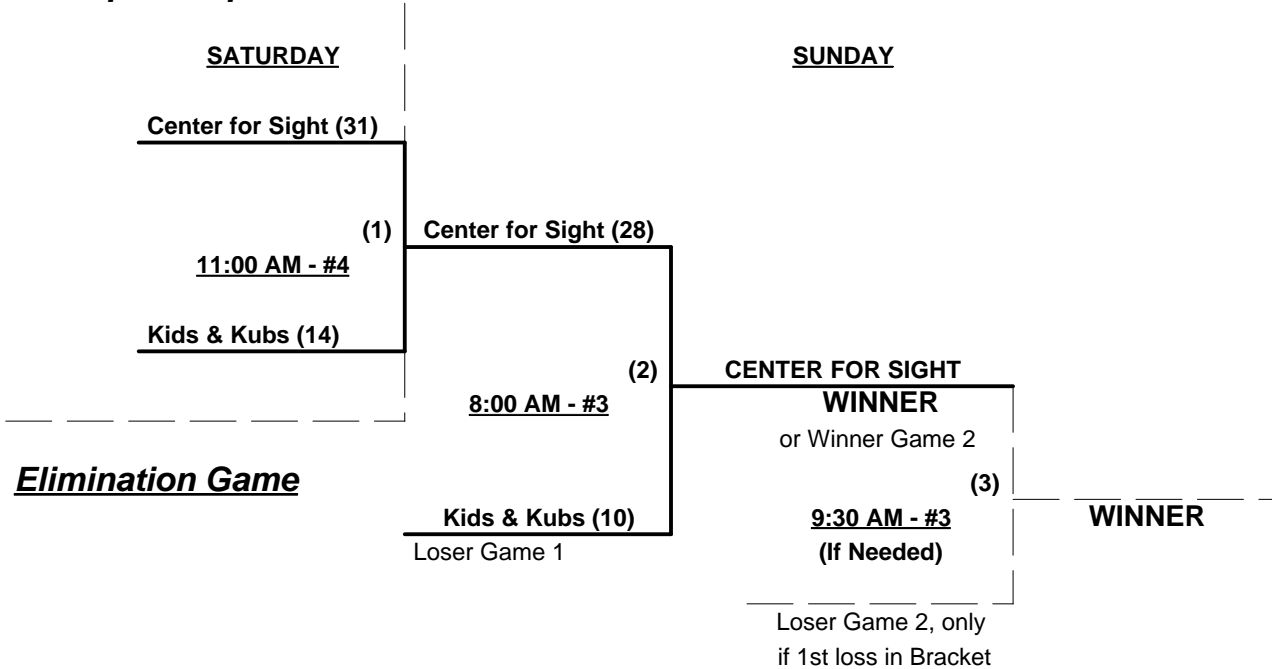 SATURDAY
SUNDAY
Center for Sight (31)
(1)
Center for Sight (28)
11:00 AM - #4
Kids & Kubs (14)
(2)
CENTER FOR SIGHT
8:00 AM - #3
WINNER
or Winner Game 2
Elimination Game
(3)
Kids & Kubs (10)
9:30 AM - #3
WINNER
Loser Game 1
(If Needed)
Loser Game 2, only
if 1st loss in Bracket